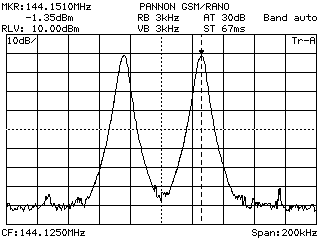 MKR:144.1510MHz PANNON GSM/RANO
-1.35dBm RB 3kHz AT 30dB Band auto
RLV: 10.00dBm VB 3kHz ST 67ms
10dB/ Tr-A
CF:144.1250MHz Span:200kHz